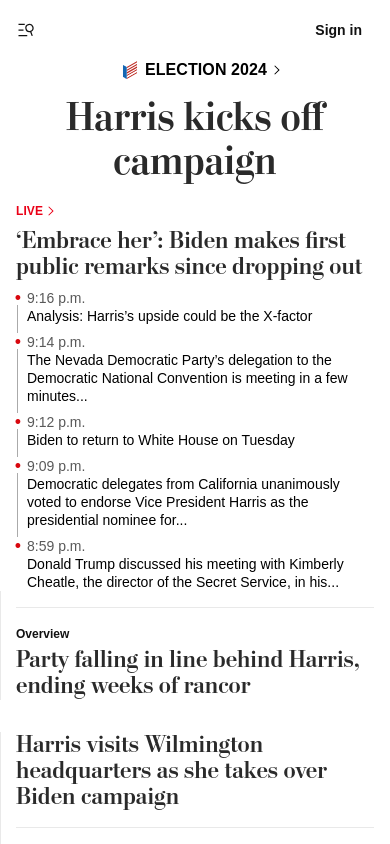 Sign in
ELECTION 2024
Harris kicks off
campaign
LIVE
‘Embrace her’: Biden makes first
public remarks since dropping out
9:16 p.m.
Analysis: Harris’s upside could be the X-factor
9:14 p.m.
The Nevada Democratic Party’s delegation to the
Democratic National Convention is meeting in a few
minutes...
9:12 p.m.
Biden to return to White House on Tuesday
9:09 p.m.
Democratic delegates from California unanimously
voted to endorse Vice President Harris as the
presidential nominee for...
8:59 p.m.
Donald Trump discussed his meeting with Kimberly
Cheatle, the director of the Secret Service, in his...
Overview
Party falling in line behind Harris,
ending weeks of rancor
Harris visits Wilmington
headquarters as she takes over
Biden campaign